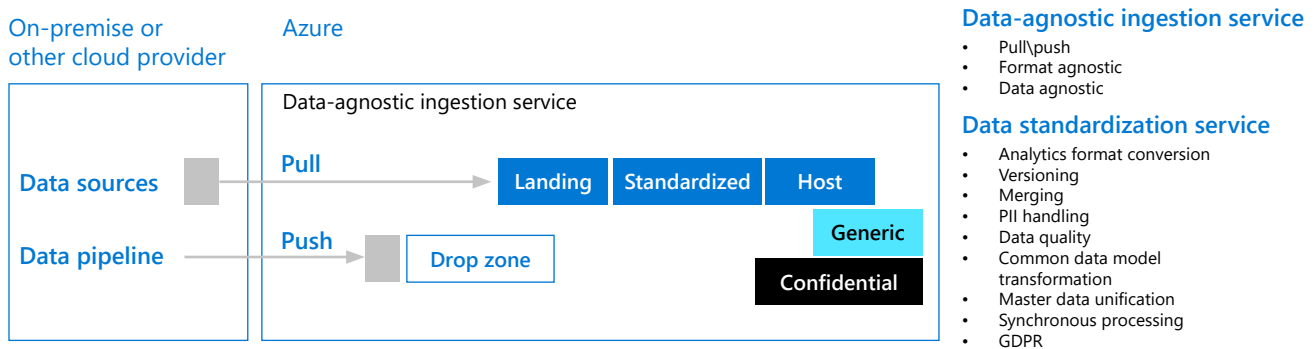 On-premise or
other cloud provider
Azure
Data-agnostic ingestion service
Data sources
Pull
Landing
Standardized
Host
Generic
Confidential
Data pipeline
Push
Drop zone
Data-agnostic ingestion service
• Pull\push
• Format agnostic
• Data agnostic
Data standardization service
• Analytics format conversion
• Versioning
• Merging
• PII handling
• Data quality
• Common data model
transformation
• Master data unification
• Synchronous processing
• GDPR